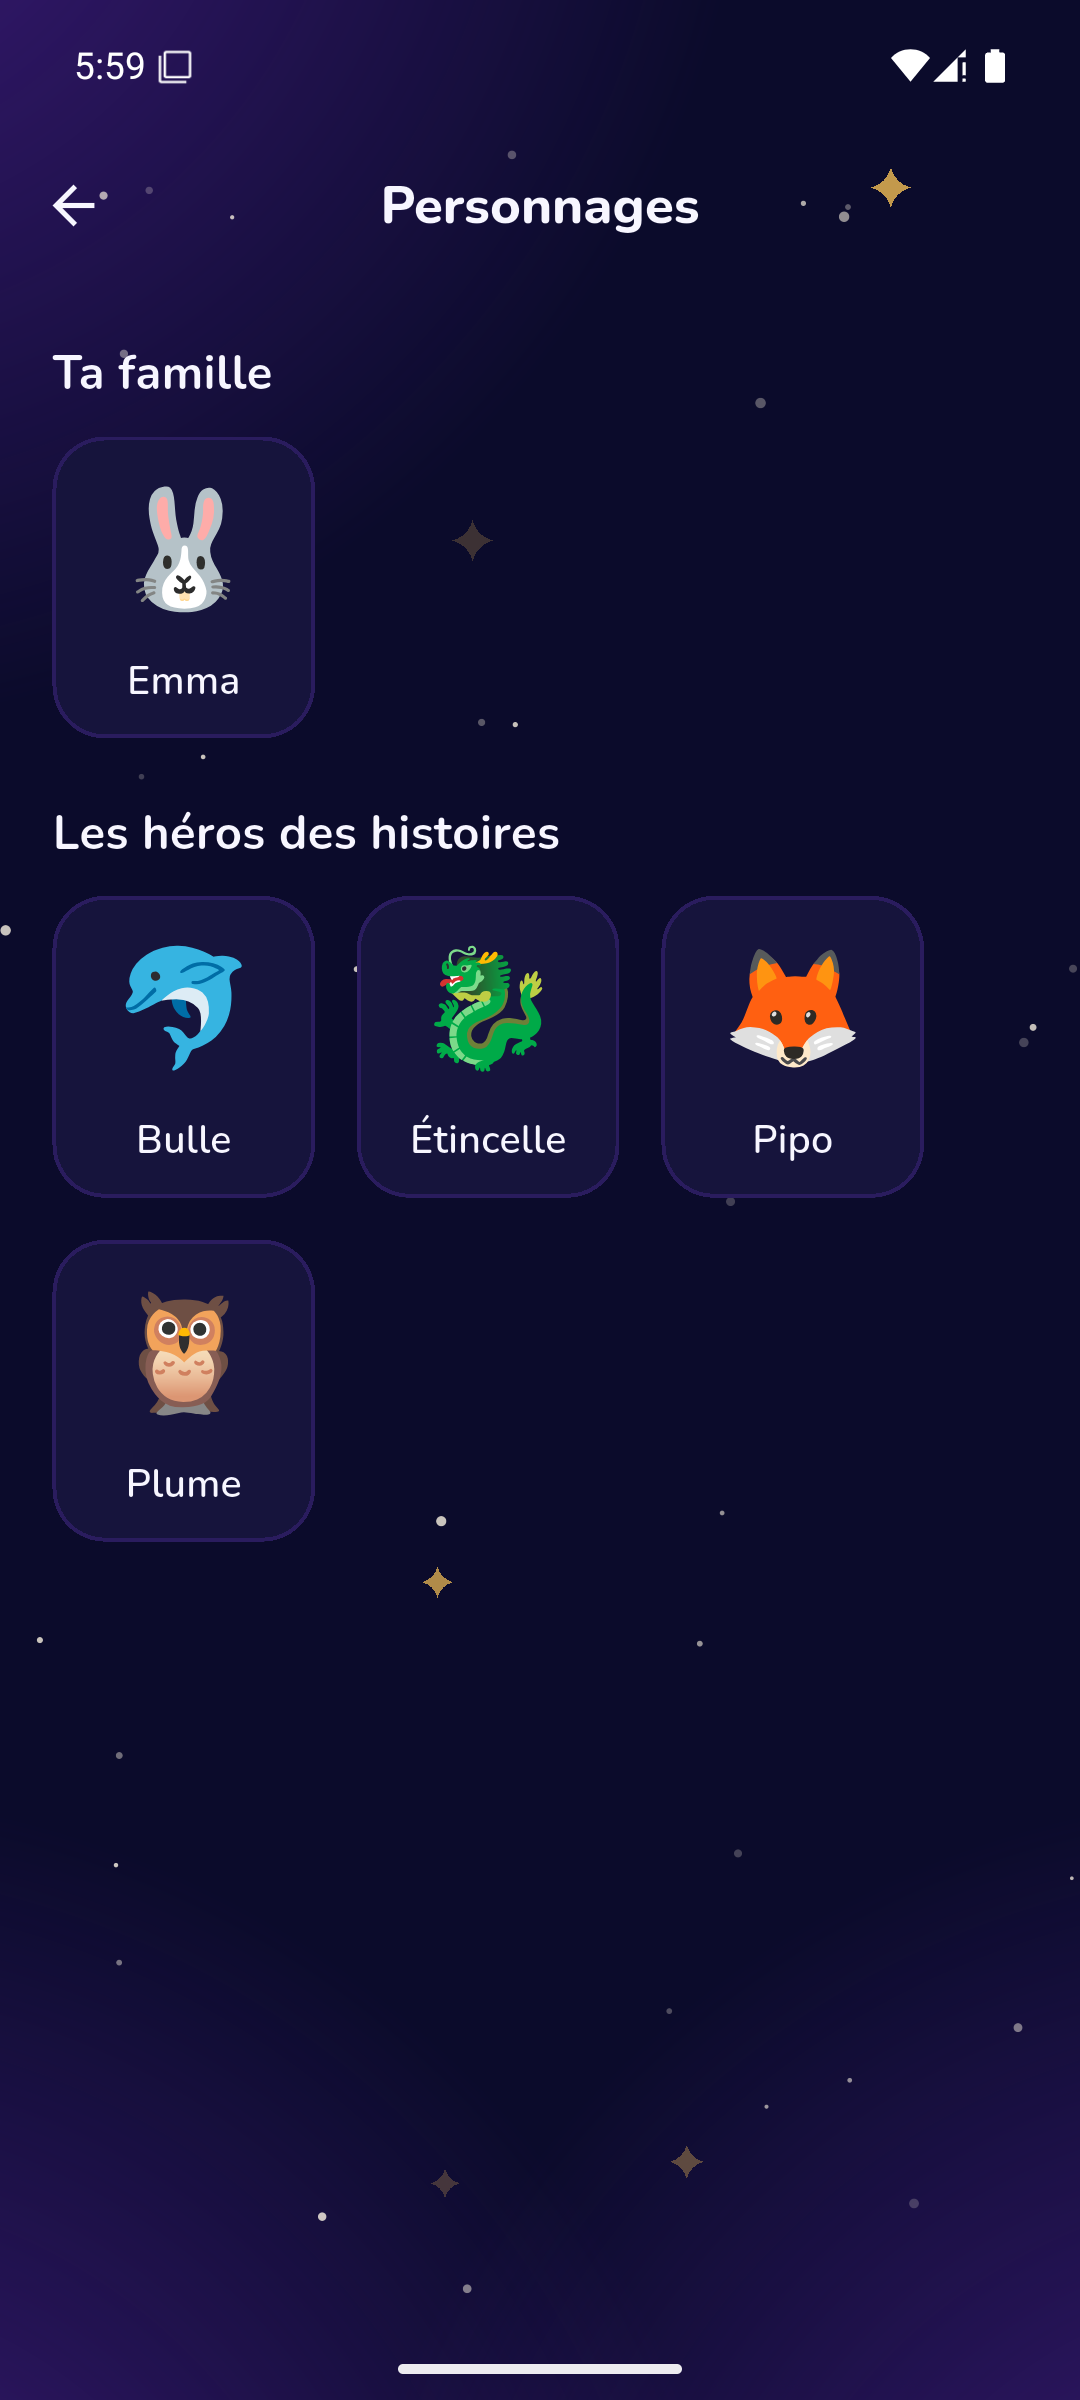 5:59
Personnages
Ta famille
Emma
Les héros des histoires
Bulle
Étincelle
Pipo
Plume